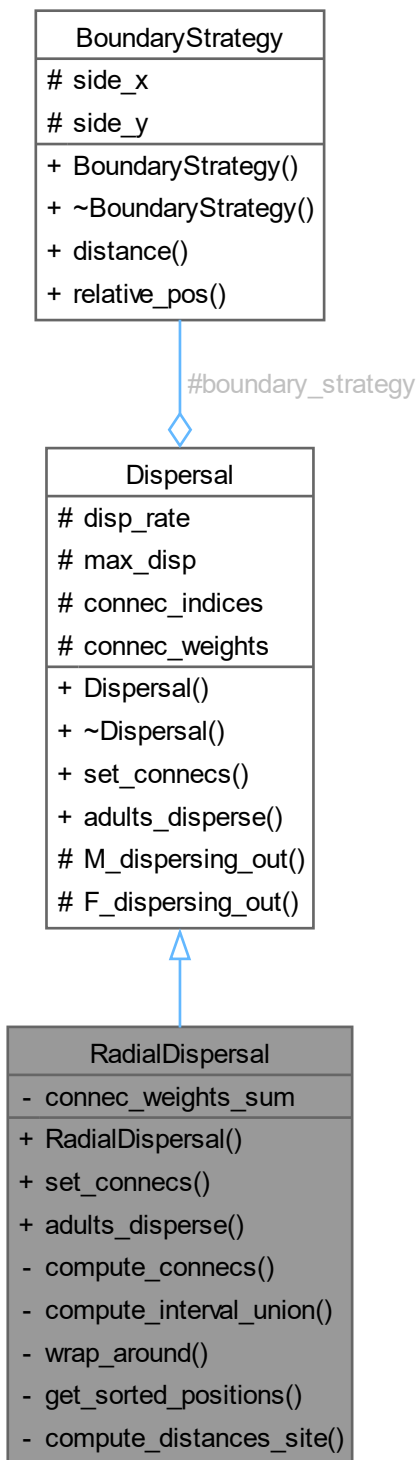 BoundaryStrategy
# side_x
# side_y
+ BoundaryStrategy()
+ ~BoundaryStrategy()
+ distance()
+ relative_pos()
#boundary_strategy
Dispersal
# disp_rate
# max_disp
# connec_indices
# connec_weights
+ Dispersal()
+ ~Dispersal()
+ set_connecs()
+ adults_disperse()
# M_dispersing_out()
# F_dispersing_out()
RadialDispersal
- connec_weights_sum
+ RadialDispersal()
+ set_connecs()
+ adults_disperse()
- compute_connecs()
- compute_interval_union()
- wrap_around()
- get_sorted_positions()
- compute_distances_site()